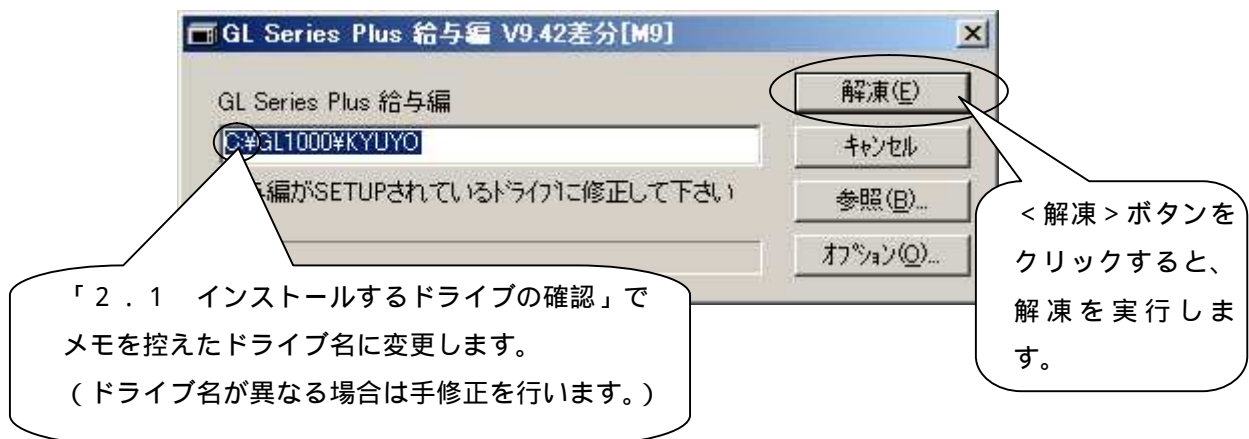 GL Series Plus 給与編 V9.42差分[M9]
GL Series Plus 給与編
解凍(E)
C:¥GL1000¥KYUYO
キャンセル
編がSETUPされているドライブに修正して下さい
参照(B)...
オプション(O)...
「２．１　インストールするドライブの確認」で
メモを控えたドライブ名に変更します。
(ドライブ名が異なる場合は手修正を行います。)
<解凍>ボタンを
クリックすると、
解凍を実行しま
す。